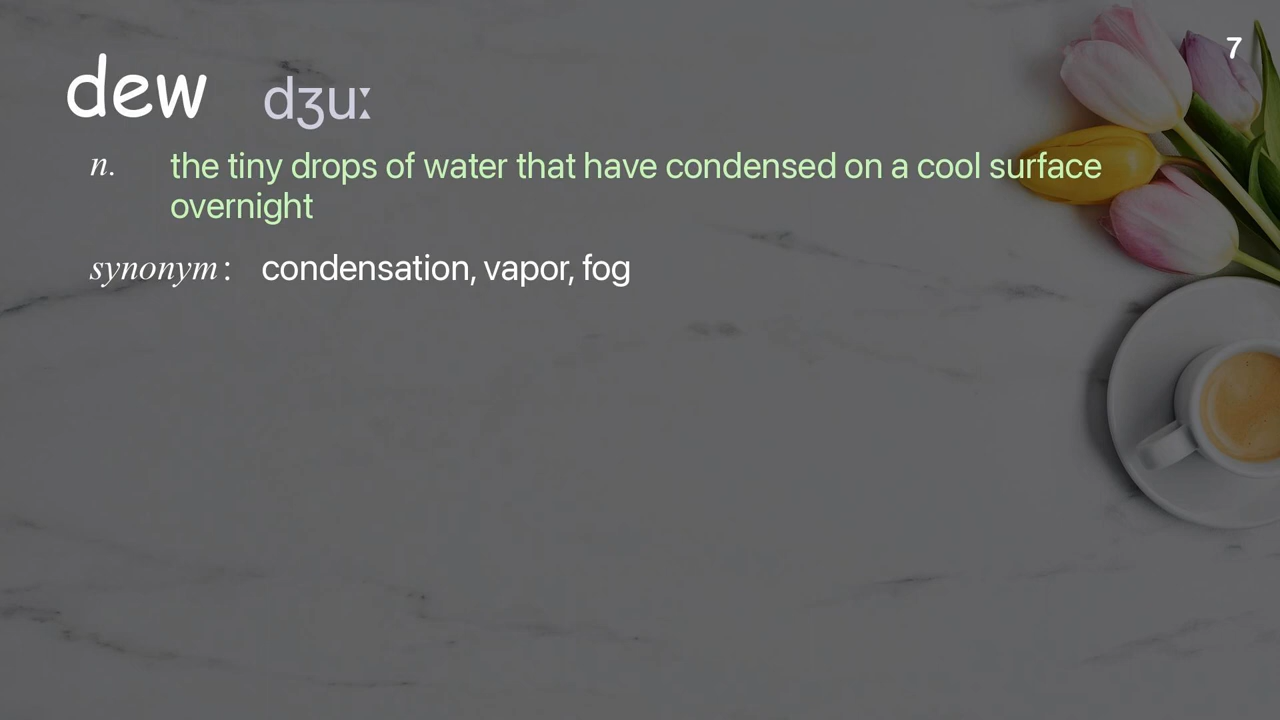 7
dew dʒuː
n. the tiny drops of water that have condensed on a cool surface
overnight
synonym : condensation, vapor, fog